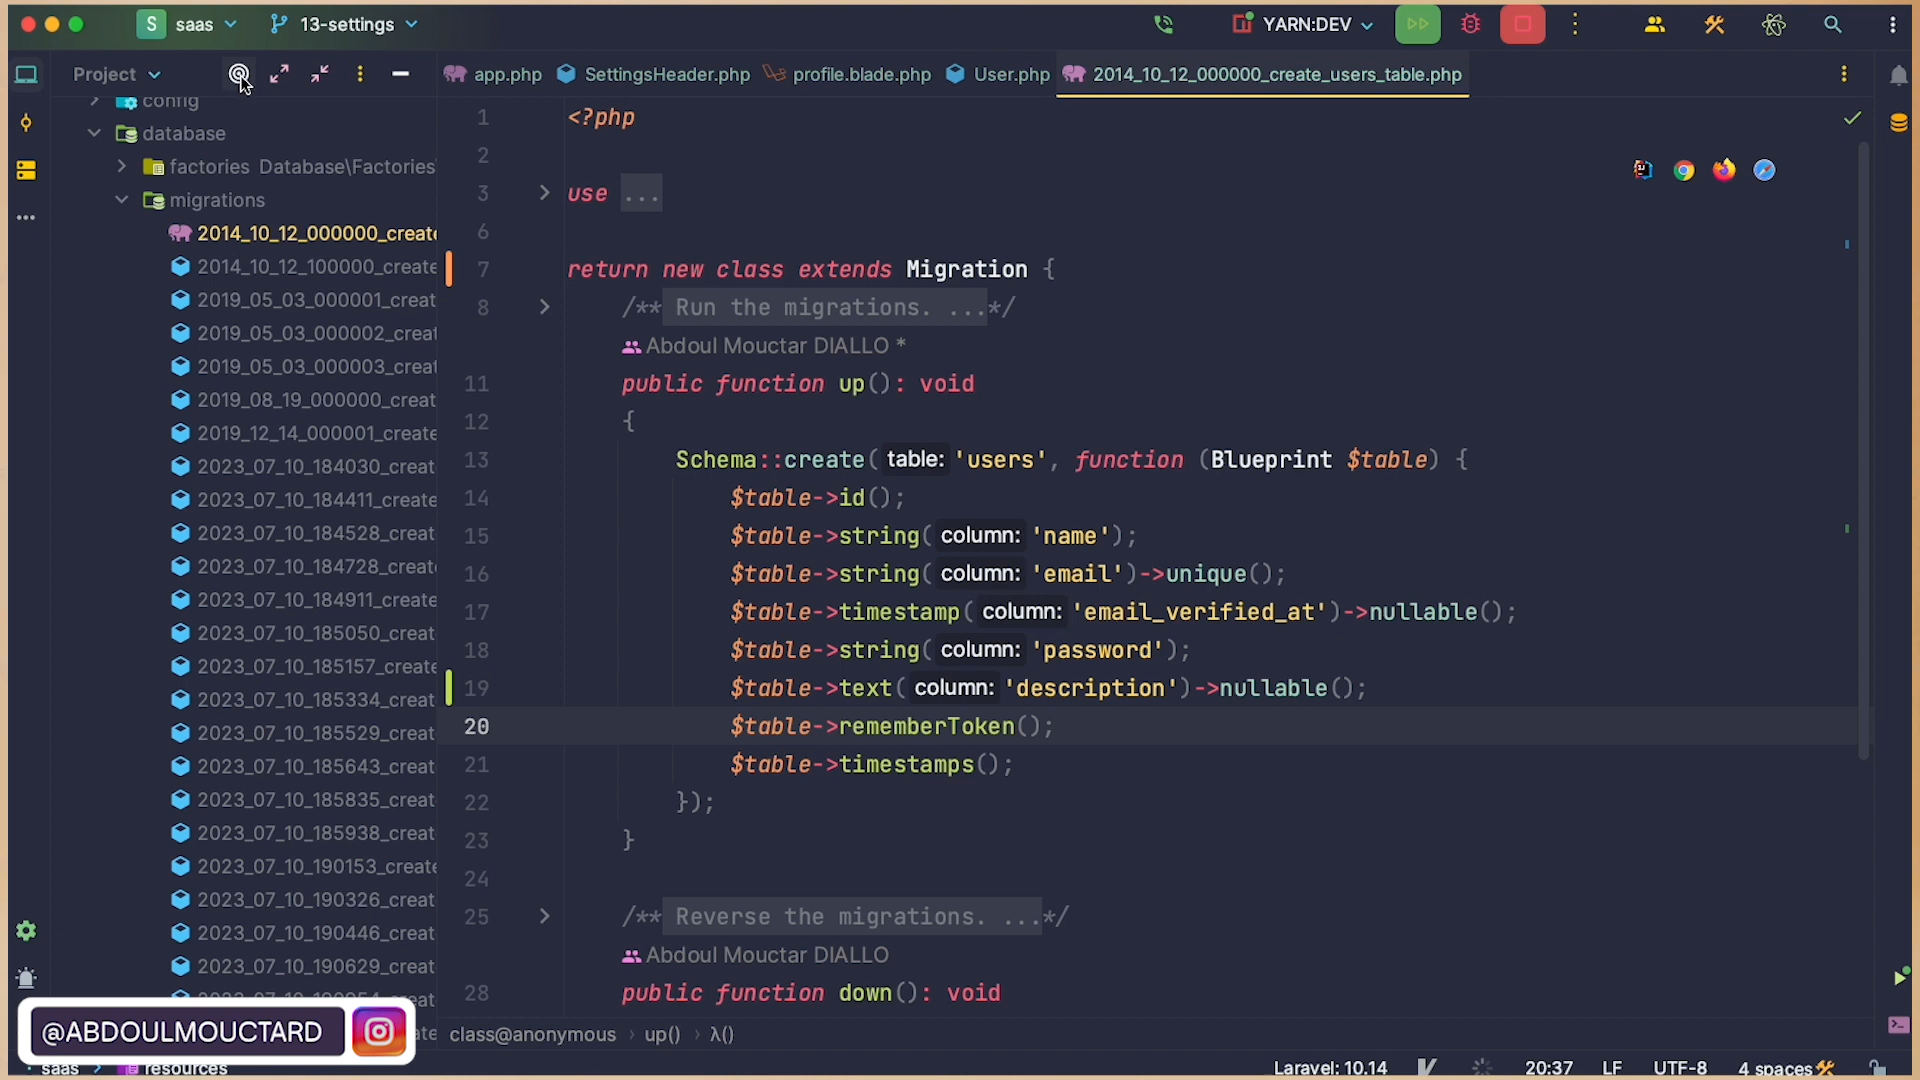 S saas 13-settings YARN:DEV
Project app.php SettingsHeader.php profile.blade.php User.php 2014_10_12_000000_create_users_table.php
config
database
factories Database\Factories\
migrations
2014_10_12_000000_create
2014_10_12_100000_create
2019_05_03_000001_creat
2019_05_03_000002_creat
2019_05_03_000003_creat
2019_08_19_000000_creat
2019_12_14_000001_create
2023_07_10_184030_creat
2023_07_10_184411_create
2023_07_10_184528_creat
2023_07_10_184728_creat
2023_07_10_184911_create
2023_07_10_185050_creat
2023_07_10_185157_create
2023_07_10_185334_creat
2023_07_10_185529_creat
2023_07_10_185643_creat
2023_07_10_185835_creat
2023_07_10_185938_creat
2023_07_10_190153_create
2023_07_10_190326_creat
2023_07_10_190446_creat
2023_07_10_190629_creat
1 <?php
2
3 use ...
6
7 return new class extends Migration {
8 /** Run the migrations. ...*/
Abdoul Mouctar DIALLO *
11 public function up(): void
12 {
13 Schema::create( table: 'users', function (Blueprint $table) {
14 $table->id();
15 $table->string( column: 'name');
16 $table->string( column: 'email')->unique();
17 $table->timestamp( column: 'email_verified_at')->nullable();
18 $table->string( column: 'password');
19 $table->text( column: 'description')->nullable();
20 $table->rememberToken();
21 $table->timestamps();
22 });
23 }
24
25 /** Reverse the migrations. ...*/
Abdoul Mouctar DIALLO
28 public function down(): void
@ABDOULMOUCTARD
class@anonymous › up() › λ()
saas › resources
Laravel: 10.14 20:37 LF UTF-8 4 spaces